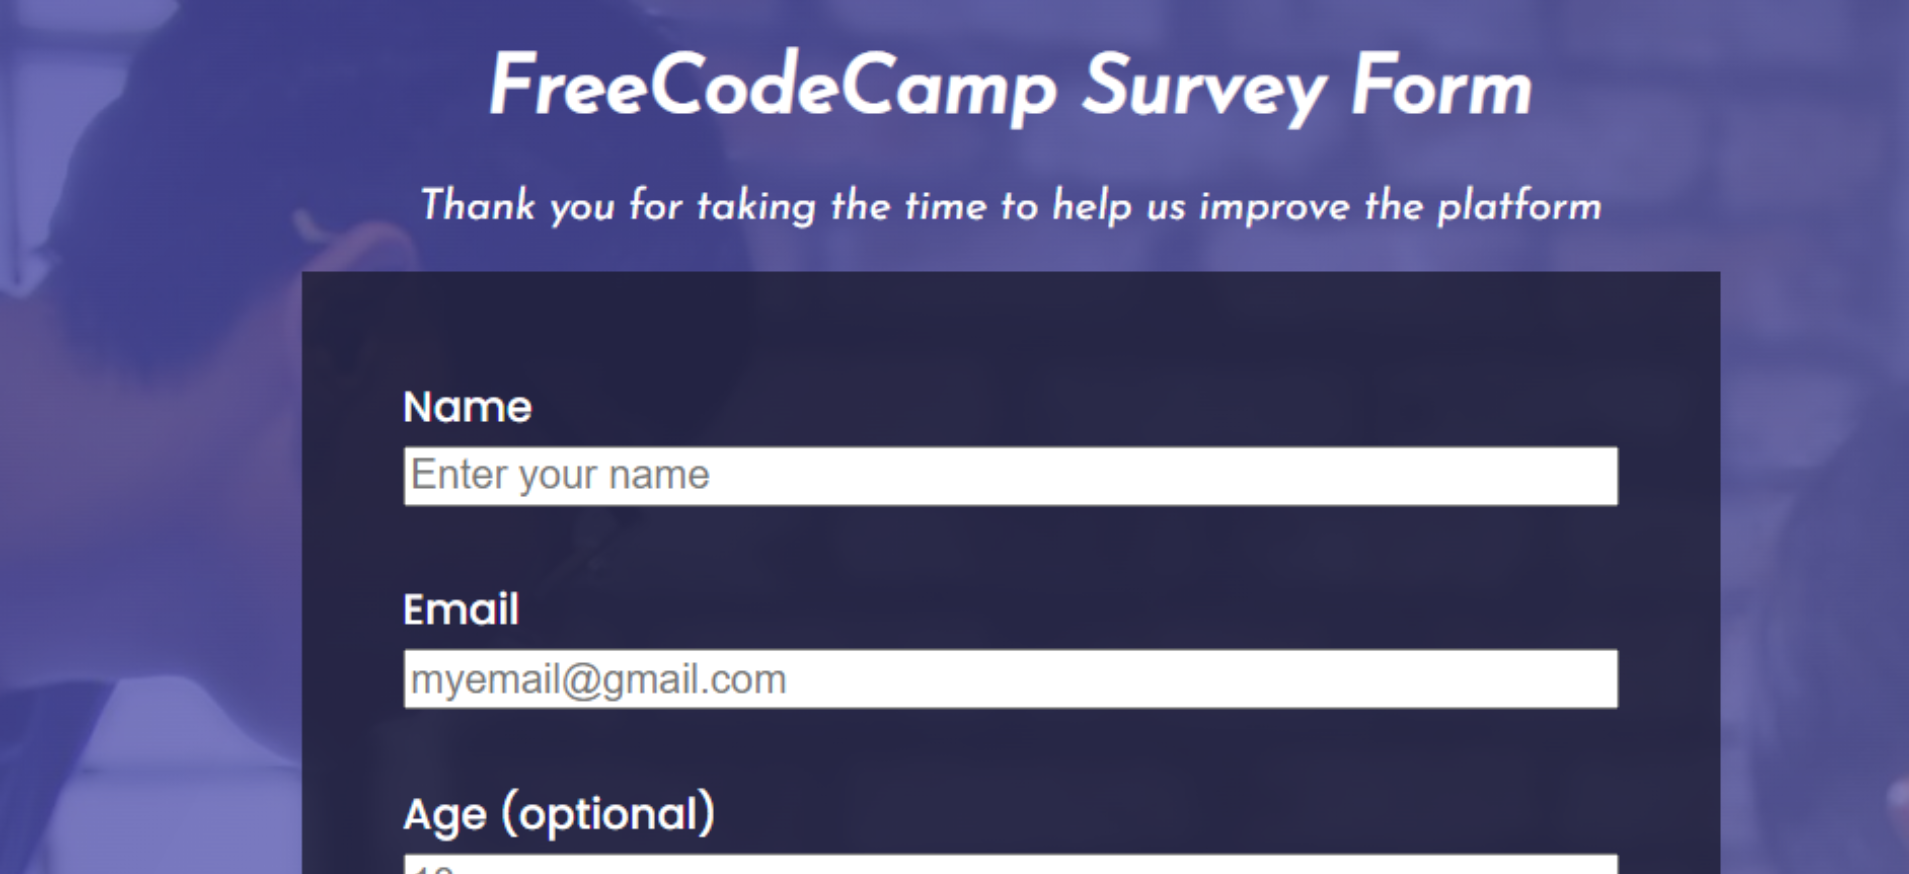 FreeCodeCamp Survey Form
Thank you for taking the time to help us improve the platform
Name
Enter your name
Email
myemail@gmail.com
Age (optional)